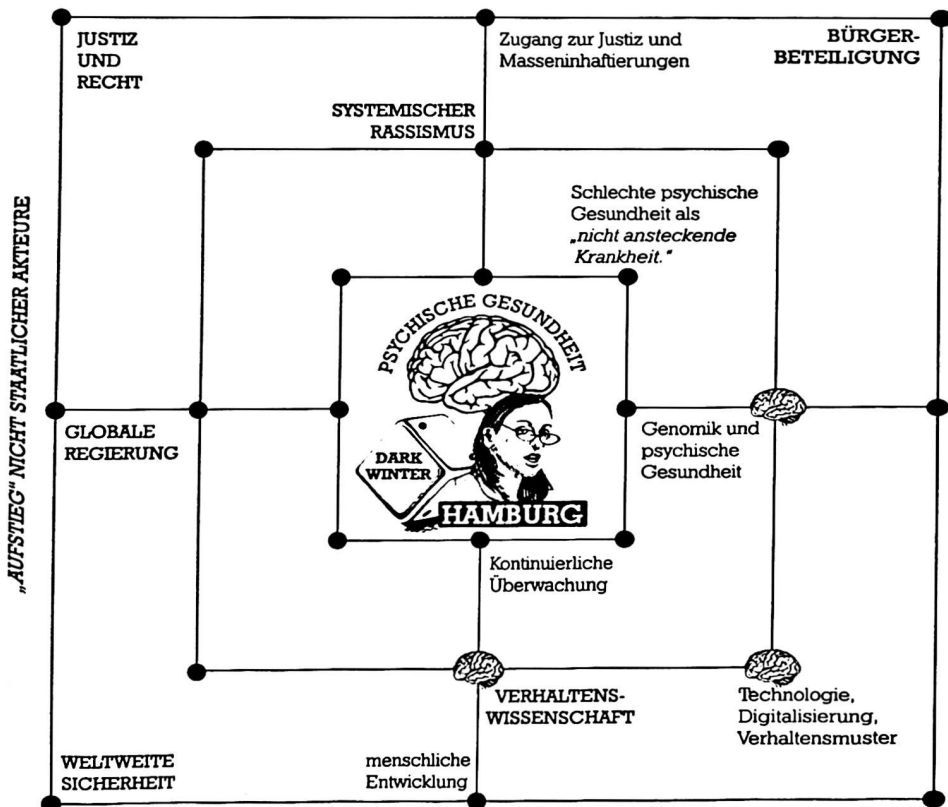 JUSTIZ
UND
RECHT
Zugang zur Justiz und
Masseninhaftierungen
BÜRGER-
BETEILIGUNG
SYSTEMISCHER
RASSISMUS
„AUFSTIEG“ NICHT STAATLICHER AKTEURE
Schlechte psychische
Gesundheit als
„nicht ansteckende
Krankheit.“
PSYCHISCHE GESUNDHEIT
DARK
WINTER
HAMBURG
GLOBALE
REGIERUNG
Genomik und
psychische
Gesundheit
Kontinuierliche
Überwachung
VERHALTENS-
WISSENSCHAFT
Technologie,
Digitalisierung,
Verhaltensmuster
WELTWEITE
SICHERHEIT
menschliche
Entwicklung